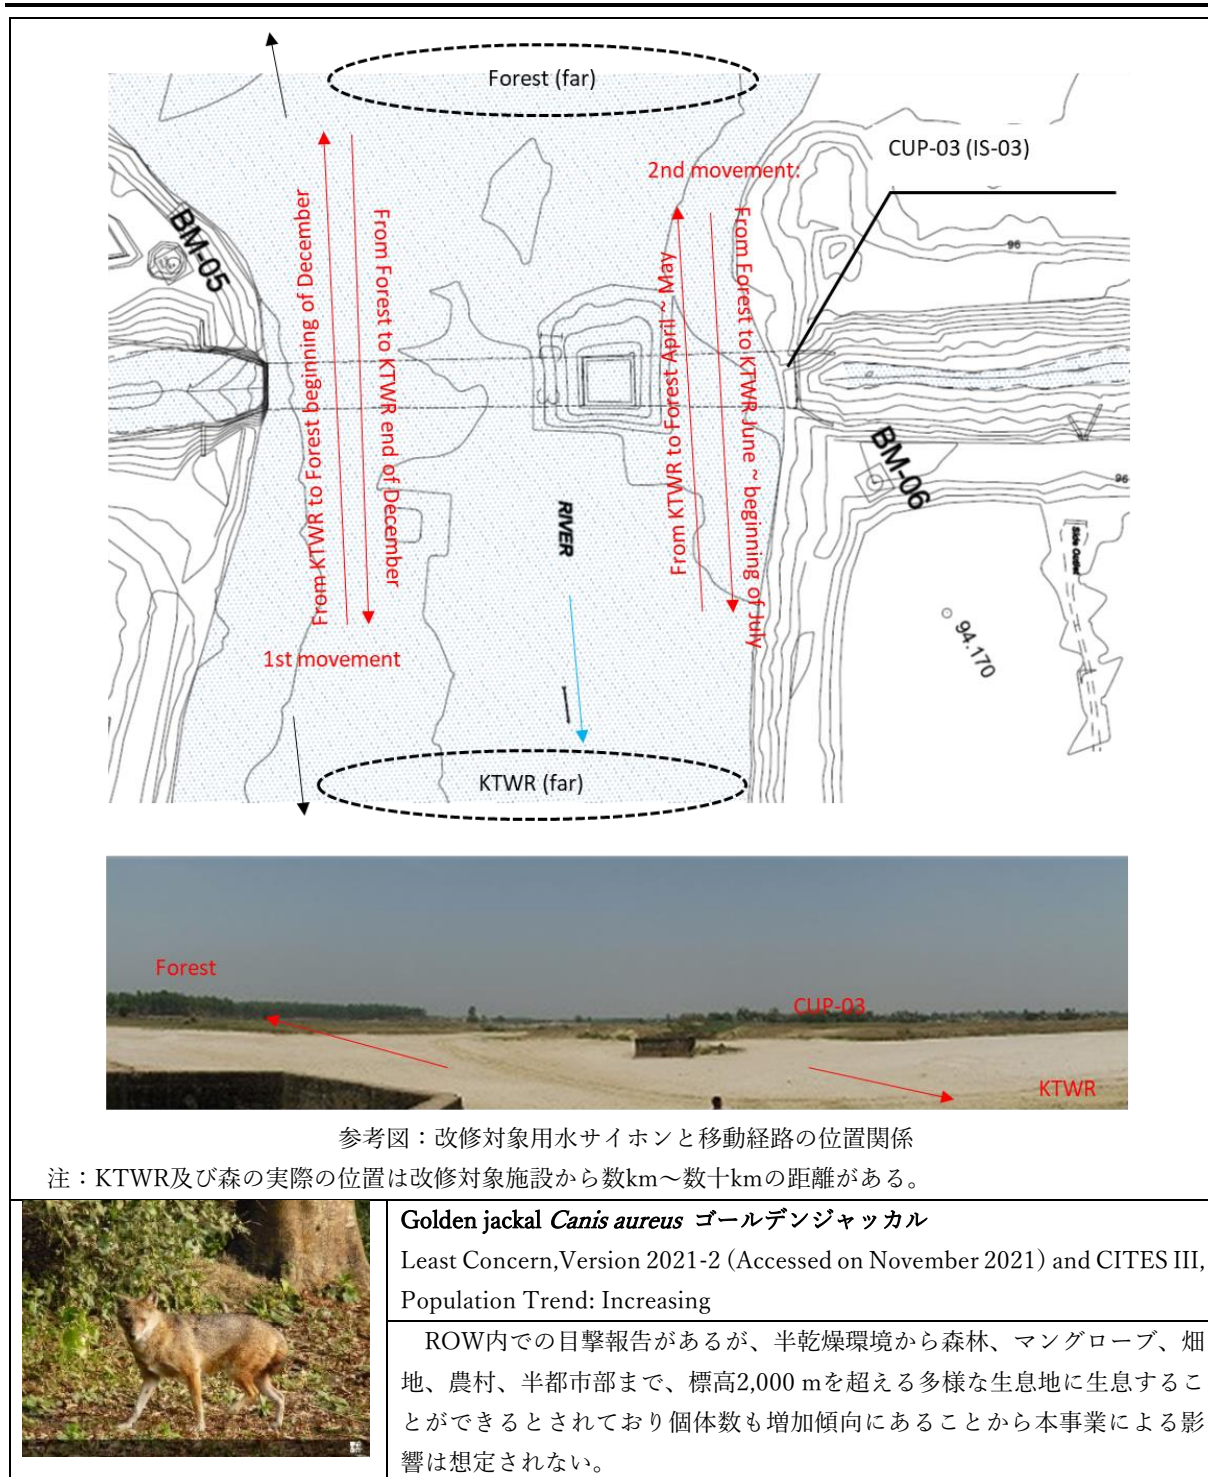 Forest (far)
CUP-03 (IS-03)
2nd movement:
BM-05
From KTWR to Forest beginning of December
From Forest to KTWR end of December
From KTWR to Forest April ~ May
From Forest to KTWR June ~ beginning of July
96
BM-06
96
RIVER
Side Outlet
94.170
1st movement
KTWR (far)
Forest
CUP-03
KTWR
参考図：改修対象用水サイホンと移動経路の位置関係
注：KTWR及び森の実際の位置は改修対象施設から数km～数十kmの距離がある。
Golden jackal Canis aureus ゴールデンジャッカル
Least Concern,Version 2021-2 (Accessed on November 2021) and CITES III,
Population Trend: Increasing
ROW内での目撃報告があるが、半乾燥環境から森林、マングローブ、畑
地、農村、半都市部まで、標高2,000 mを超える多様な生息地に生息するこ
とができるとされており個体数も増加傾向にあることから本事業による影
響は想定されない。